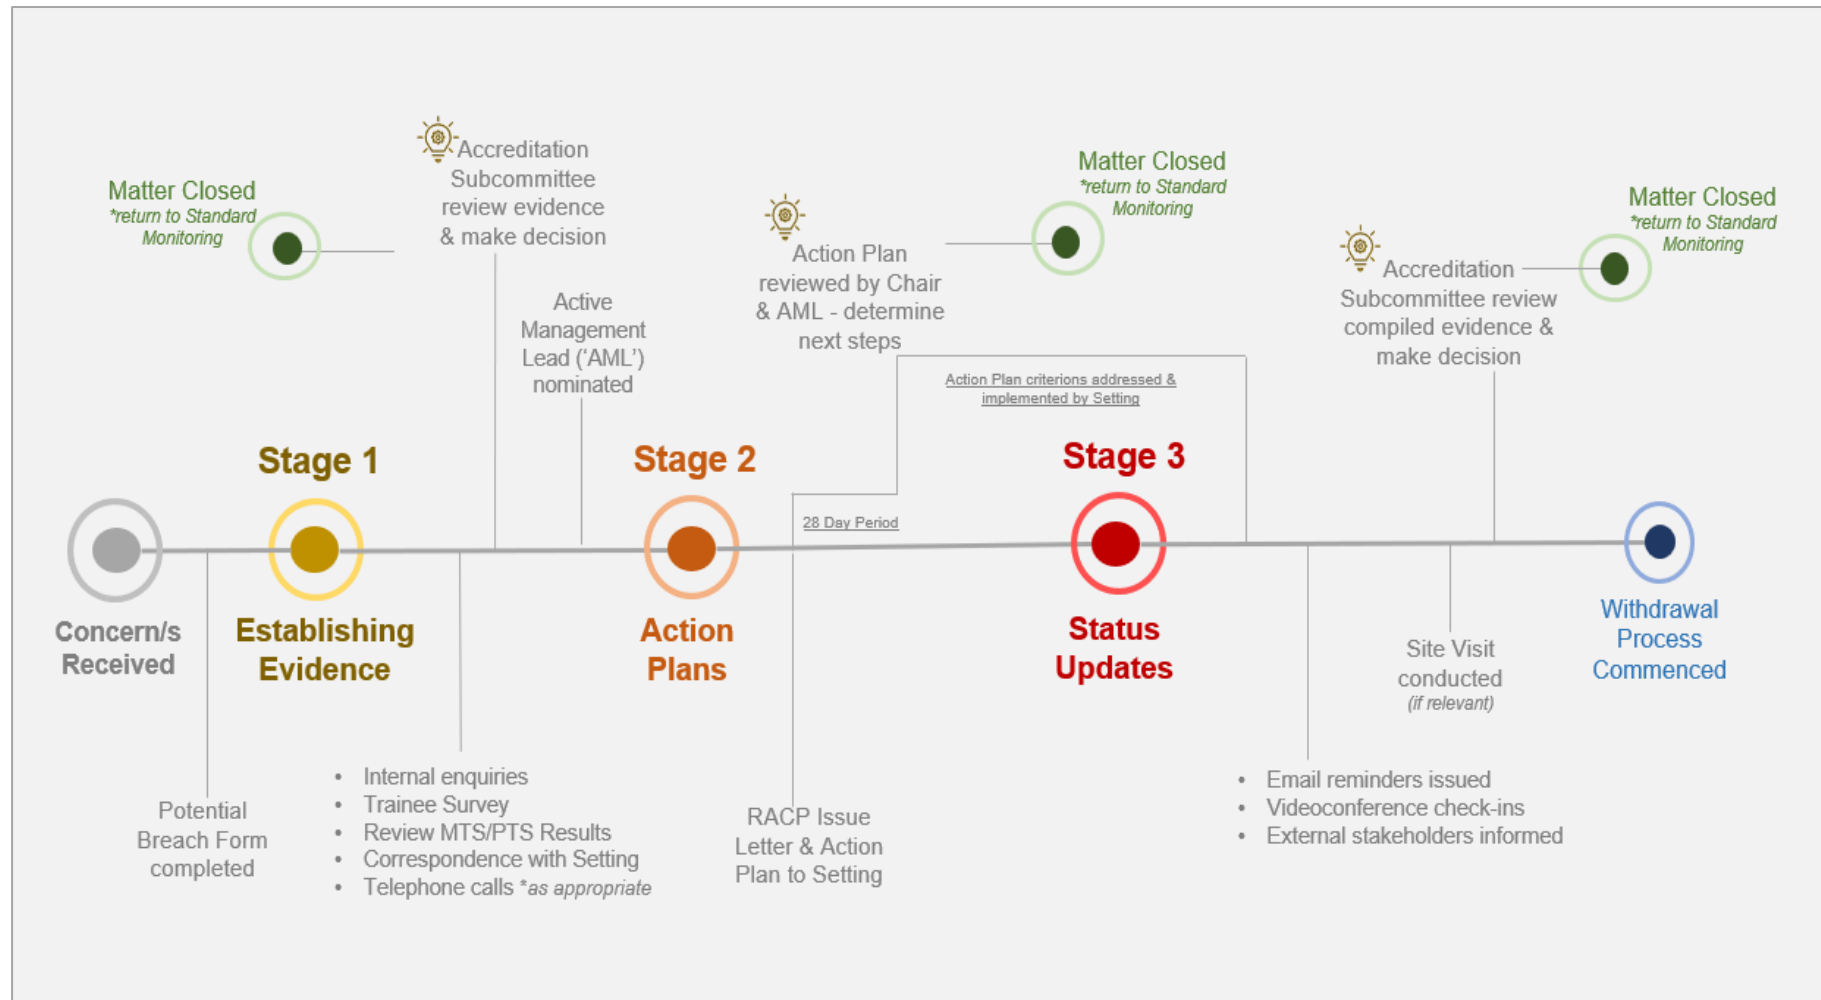 Matter Closed
*return to Standard
Monitoring
Accreditation
Subcommittee
review evidence
& make decision
Active
Management
Lead (‘AML’)
nominated
Action Plan
reviewed by Chair
& AML - determine
next steps
Matter Closed
*return to Standard
Monitoring
Action Plan criterions addressed &
implemented by Setting
Accreditation
Subcommittee review
compiled evidence &
make decision
Matter Closed
*return to Standard
Monitoring
Stage 1
Stage 2
Stage 3
28 Day Period
Concern/s
Received
Establishing
Evidence
Action
Plans
Status
Updates
Withdrawal
Process
Commenced
Potential
Breach Form
completed
• Internal enquiries
• Trainee Survey
• Review MTS/PTS Results
• Correspondence with Setting
• Telephone calls *as appropriate
RACP Issue
Letter & Action
Plan to Setting
• Email reminders issued
• Videoconference check-ins
• External stakeholders informed
Site Visit
conducted
(if relevant)